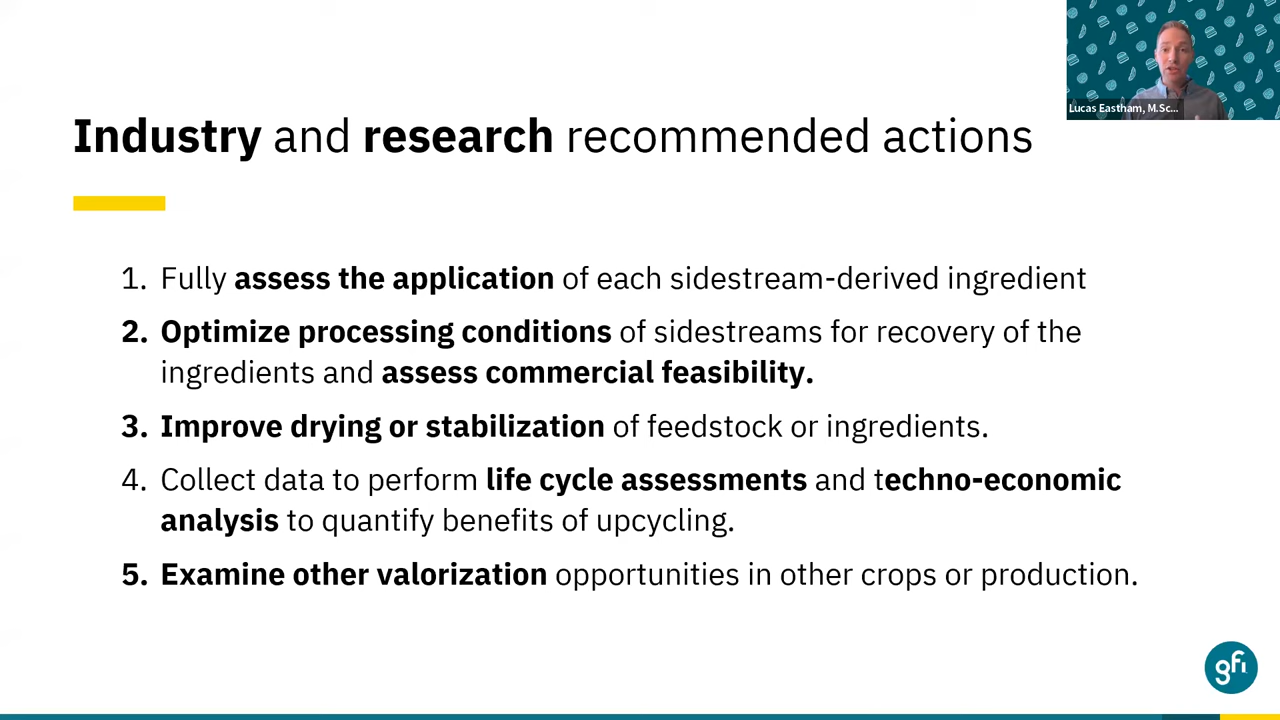 Lucas Eastham, M.Sc...
Industry and research recommended actions
1. Fully assess the application of each sidestream-derived ingredient
2. Optimize processing conditions of sidestreams for recovery of the
ingredients and assess commercial feasibility.
3. Improve drying or stabilization of feedstock or ingredients.
4. Collect data to perform life cycle assessments and techno-economic
analysis to quantify benefits of upcycling.
5. Examine other valorization opportunities in other crops or production.
gfi